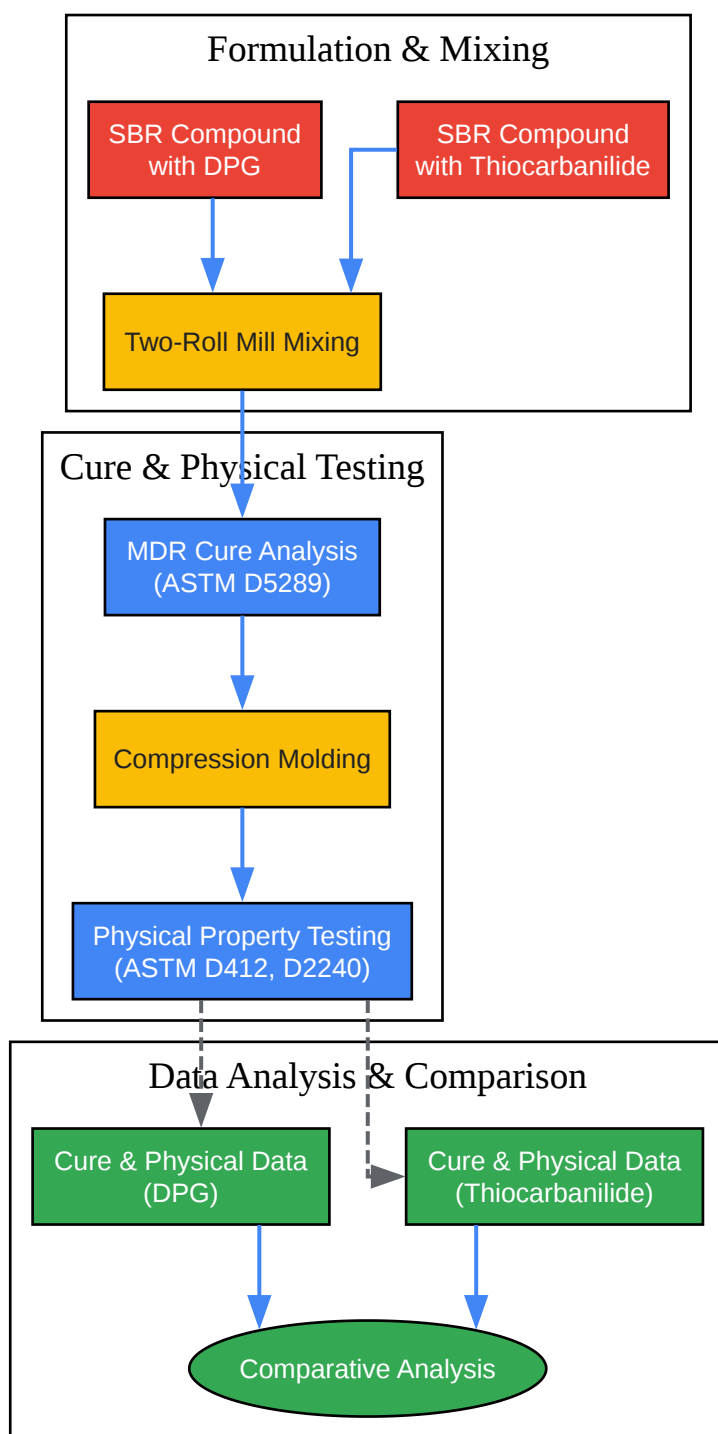 Formulation & Mixing
SBR Compound
with DPG
SBR Compound
with Thiocarbanilide
Two-Roll Mill Mixing
Cure & Physical Testing
MDR Cure Analysis
(ASTM D5289)
Compression Molding
Physical Property Testing
(ASTM D412, D2240)
Data Analysis & Comparison
Cure & Physical Data
(DPG)
Cure & Physical Data
(Thiocarbanilide)
Comparative Analysis